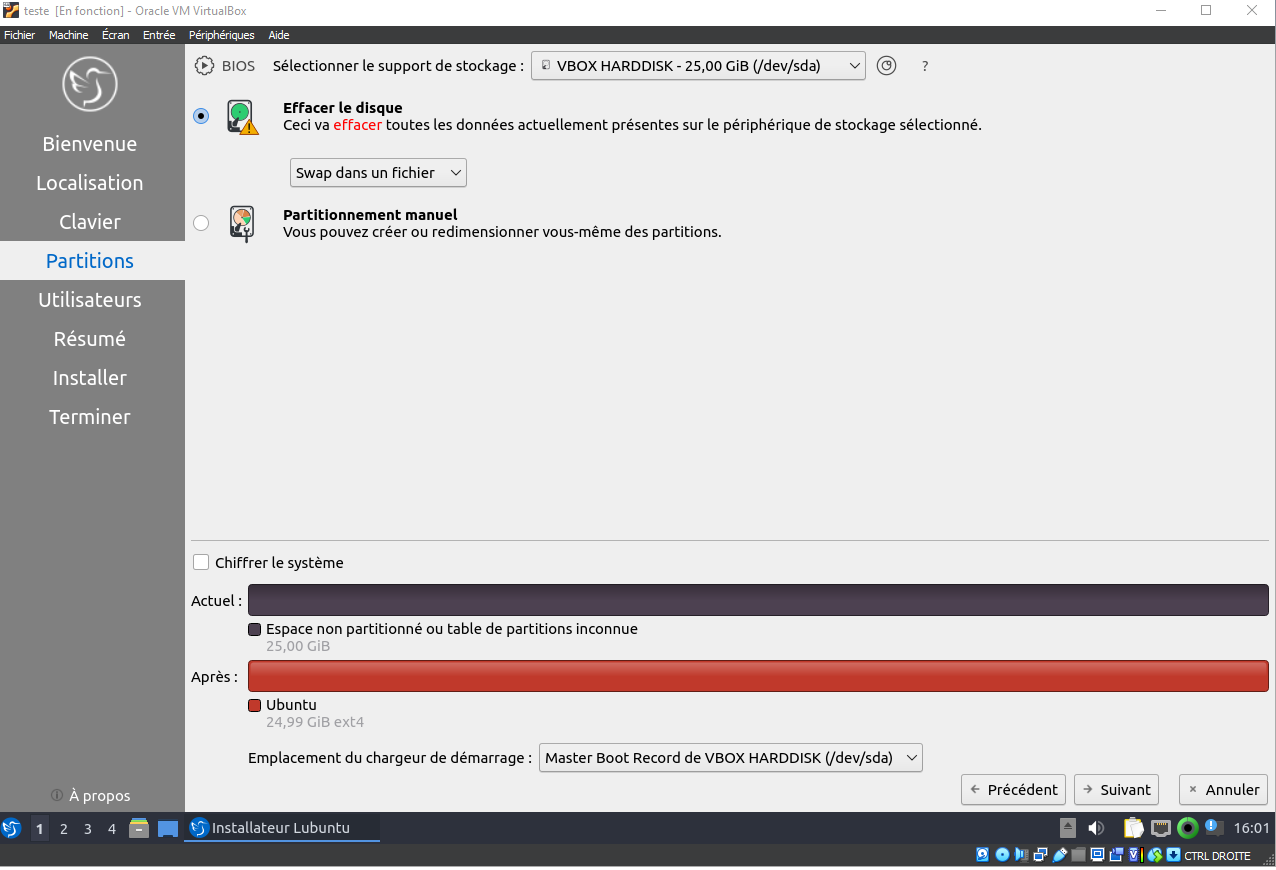 teste [En fonction] - Oracle VM VirtualBox
Fichier Machine Écran Entrée Périphériques Aide
BIOS Sélectionner le support de stockage : VBOX HARDDISK - 25,00 GiB (/dev/sda) ?
Bienvenue
Localisation
Clavier
Partitions
Utilisateurs
Résumé
Installer
Terminer
À propos
Effacer le disque
Ceci va effacer toutes les données actuellement présentes sur le périphérique de stockage sélectionné.
Swap dans un fichier
Partitionnement manuel
Vous pouvez créer ou redimensionner vous-même des partitions.
Chiffrer le système
Actuel :
Espace non partitionné ou table de partitions inconnue
25,00 GiB
Après :
Ubuntu
24,99 GiB ext4
Emplacement du chargeur de démarrage : Master Boot Record de VBOX HARDDISK (/dev/sda)
Précédent Suivant Annuler
1 2 3 4 Installateur Lubuntu 16:01
CTRL DROITE